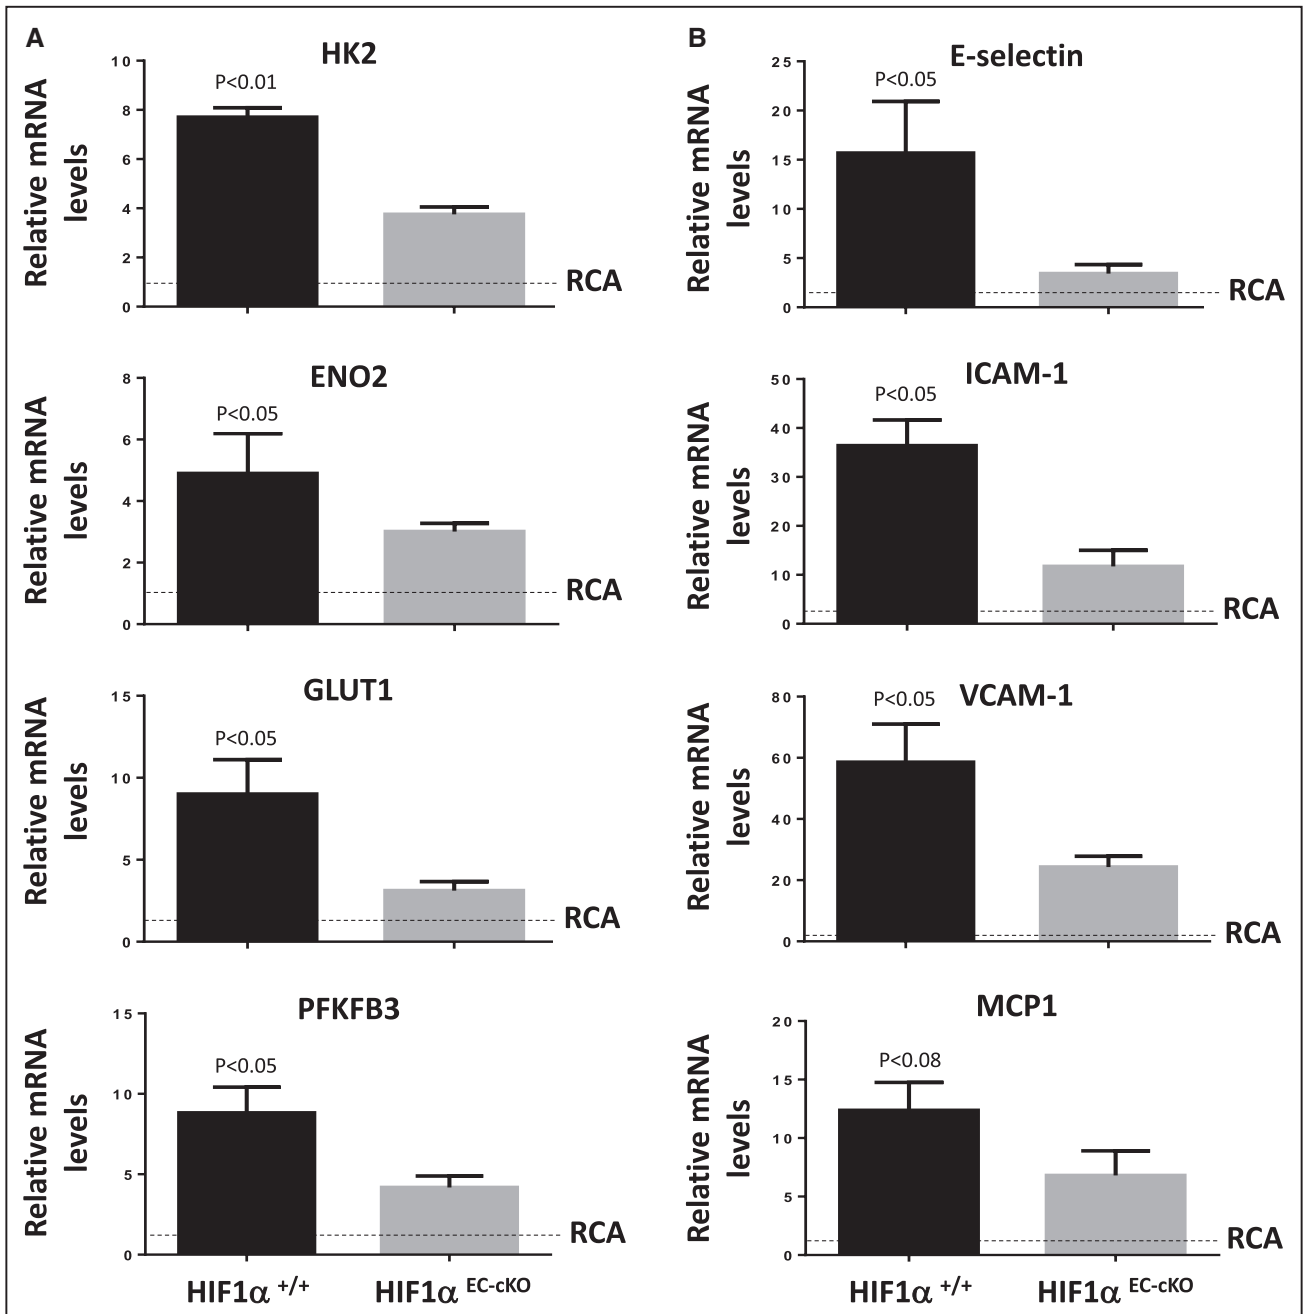 A
HK2
Relative mRNA
levels
10
8
6
4
2
0
P<0.01
RCA
ENO2
Relative mRNA
levels
8
6
4
2
0
P<0.05
RCA
GLUT1
Relative mRNA
levels
15
10
5
0
P<0.05
RCA
PFKFB3
Relative mRNA
levels
15
10
5
0
P<0.05
RCA
HIF1α +/+
HIF1α EC-cKO
B
E-selectin
Relative mRNA
levels
25
20
15
10
5
0
P<0.05
RCA
ICAM-1
Relative mRNA
levels
50
40
30
20
10
0
P<0.05
RCA
VCAM-1
Relative mRNA
levels
80
60
40
20
0
P<0.05
RCA
MCP1
Relative mRNA
levels
20
15
10
5
0
P<0.08
RCA
HIF1α +/+
HIF1α EC-cKO